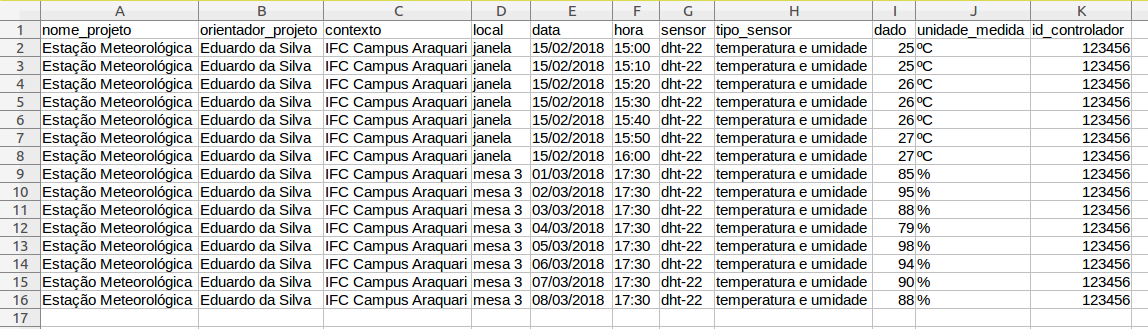 A B C D E F G H I J K
1 nome_projeto orientador_projeto contexto local data hora sensor tipo_sensor dado unidade_medida id_controlador
2 Estação Meteorológica Eduardo da Silva IFC Campus Araquari janela 15/02/2018 15:00 dht-22 temperatura e umidade 25 ºC 123456
3 Estação Meteorológica Eduardo da Silva IFC Campus Araquari janela 15/02/2018 15:10 dht-22 temperatura e umidade 25 ºC 123456
4 Estação Meteorológica Eduardo da Silva IFC Campus Araquari janela 15/02/2018 15:20 dht-22 temperatura e umidade 26 ºC 123456
5 Estação Meteorológica Eduardo da Silva IFC Campus Araquari janela 15/02/2018 15:30 dht-22 temperatura e umidade 26 ºC 123456
6 Estação Meteorológica Eduardo da Silva IFC Campus Araquari janela 15/02/2018 15:40 dht-22 temperatura e umidade 26 ºC 123456
7 Estação Meteorológica Eduardo da Silva IFC Campus Araquari janela 15/02/2018 15:50 dht-22 temperatura e umidade 27 ºC 123456
8 Estação Meteorológica Eduardo da Silva IFC Campus Araquari janela 15/02/2018 16:00 dht-22 temperatura e umidade 27 ºC 123456
9 Estação Meteorológica Eduardo da Silva IFC Campus Araquari mesa 3 01/03/2018 17:30 dht-22 temperatura e umidade 85 % 123456
10 Estação Meteorológica Eduardo da Silva IFC Campus Araquari mesa 3 02/03/2018 17:30 dht-22 temperatura e umidade 95 % 123456
11 Estação Meteorológica Eduardo da Silva IFC Campus Araquari mesa 3 03/03/2018 17:30 dht-22 temperatura e umidade 88 % 123456
12 Estação Meteorológica Eduardo da Silva IFC Campus Araquari mesa 3 04/03/2018 17:30 dht-22 temperatura e umidade 79 % 123456
13 Estação Meteorológica Eduardo da Silva IFC Campus Araquari mesa 3 05/03/2018 17:30 dht-22 temperatura e umidade 98 % 123456
14 Estação Meteorológica Eduardo da Silva IFC Campus Araquari mesa 3 06/03/2018 17:30 dht-22 temperatura e umidade 94 % 123456
15 Estação Meteorológica Eduardo da Silva IFC Campus Araquari mesa 3 07/03/2018 17:30 dht-22 temperatura e umidade 90 % 123456
16 Estação Meteorológica Eduardo da Silva IFC Campus Araquari mesa 3 08/03/2018 17:30 dht-22 temperatura e umidade 88 % 123456
17